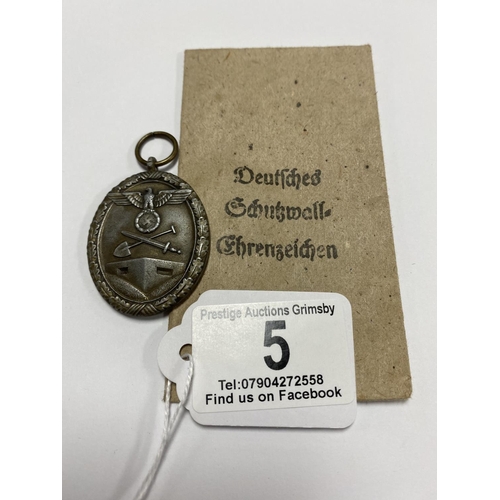 Deutsches
Schutzwall-
Ehrenzeichen
Prestige Auctions Grimsby
5
Tel:07904272558
Find us on Facebook